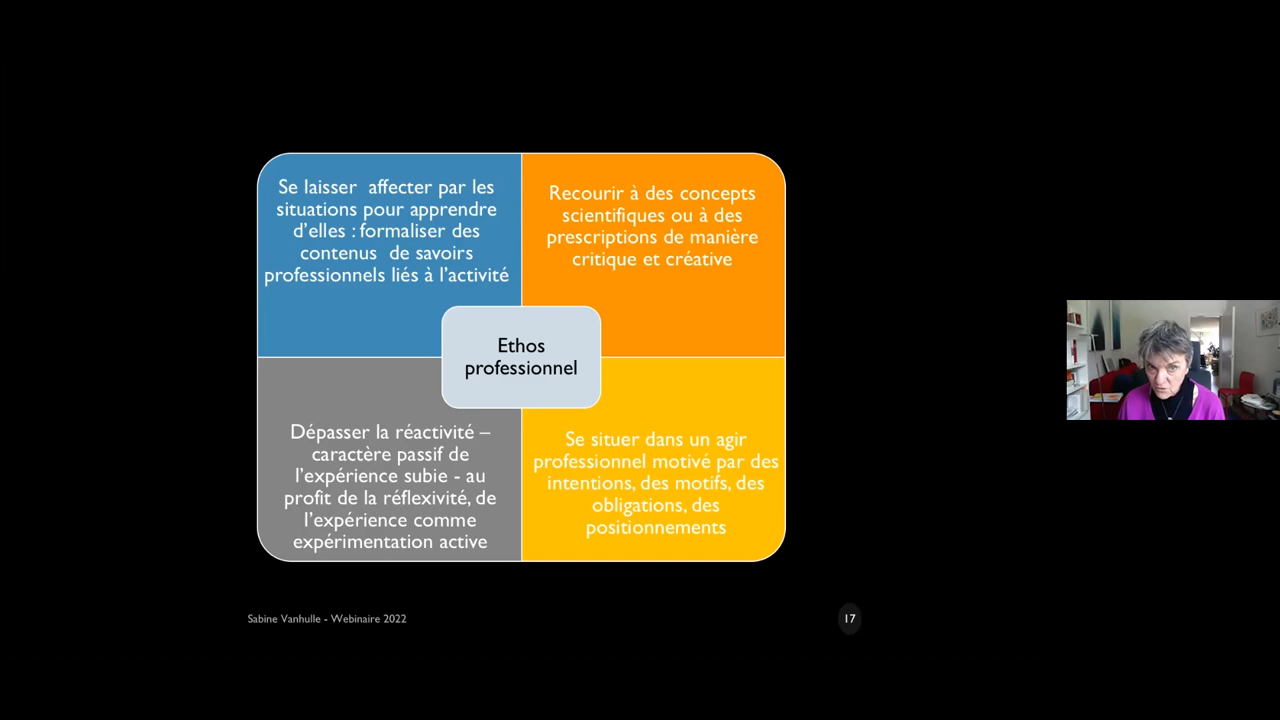 Se laisser  affecter par les
situations pour apprendre
d’elles : formaliser des
contenus  de savoirs
professionnels liés à l’activité
Recourir à des concepts
scientifiques ou à des
prescriptions de manière
critique et créative
Ethos
professionnel
Dépasser la réactivité –
caractère passif de
l’expérience subie - au
profit de la réflexivité, de
l’expérience comme
expérimentation active
Se situer dans un agir
professionnel motivé par des
intentions, des motifs, des
obligations, des
positionnements
Sabine Vanhulle - Webinaire 2022
17